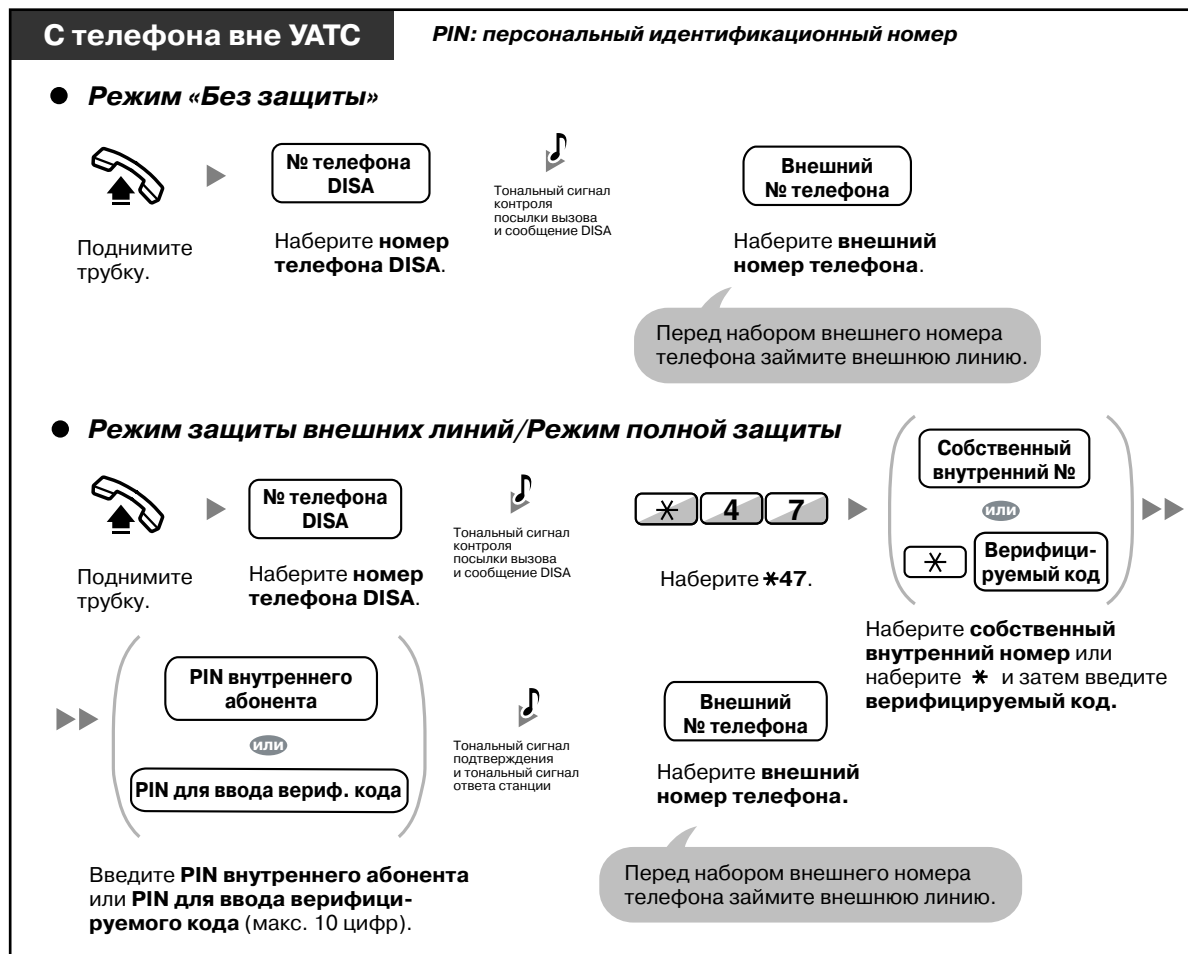 С телефона вне УАТС
PIN: персональный идентификационный номер
● Режим «Без защиты»
Поднимите
трубку.
№ телефона
DISA
Наберите номер
телефона DISA.
Тональный сигнал
контроля
посылки вызова
и сообщение DISA
Внешний
№ телефона
Наберите внешний
номер телефона.
Перед набором внешнего номера
телефона займите внешнюю линию.
● Режим защиты внешних линий/Режим полной защиты
Поднимите
трубку.
№ телефона
DISA
Наберите номер
телефона DISA.
Тональный сигнал
контроля
посылки вызова
и сообщение DISA
* 4 7
Наберите *47.
Собственный
внутренний №
или
* Верифици-
руемый код
Наберите собственный
внутренний номер или
наберите * и затем введите
верифицируемый код.
PIN внутреннего
абонента
или
PIN для ввода вериф. кода
Введите PIN внутреннего абонента
или PIN для ввода верифици-
руемого кода (макс. 10 цифр).
Тональный сигнал
подтверждения
и тональный сигнал
ответа станции
Внешний
№ телефона
Наберите внешний
номер телефона.
Перед набором внешнего номера
телефона займите внешнюю линию.